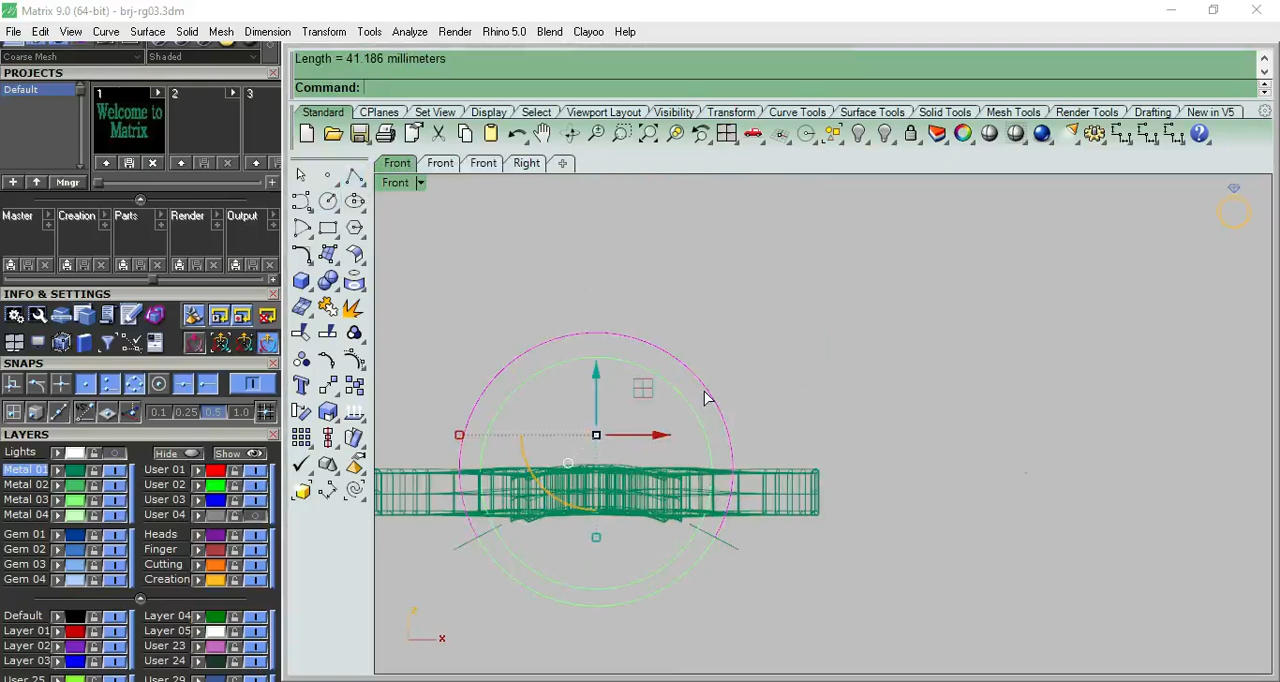 Matrix 9.0 (64-bit) - brj-rg03.3dm
File Edit View Curve Surface Solid Mesh Dimension Transform Tools Analyze Render Rhino 5.0 Blend Clayoo Help
Coarse Mesh Shaded
Length = 41.186 millimeters
Command:
PROJECTS
Default
1 2 3
Welcome to
Matrix
Mngr
Standard CPlanes Set View Display Select Viewport Layout Visibility Transform Curve Tools Surface Tools Solid Tools Mesh Tools Render Tools Drafting New in V5
Front Front Front Right
Front
Master Creation Parts Render Output
INFO & SETTINGS
SNAPS
0.1 0.25 0.5 1.0
LAYERS
Lights Hide Show
Metal 01 User 01
Metal 02 User 02
Metal 03 User 03
Metal 04 User 04
Gem 01 Heads
Gem 02 Finger
Gem 03 Cutting
Gem 04 Creation
Default Layer 04
Layer 01 Layer 05
Layer 02 User 23
Layer 03 User 24
User 25 User 29
z
x